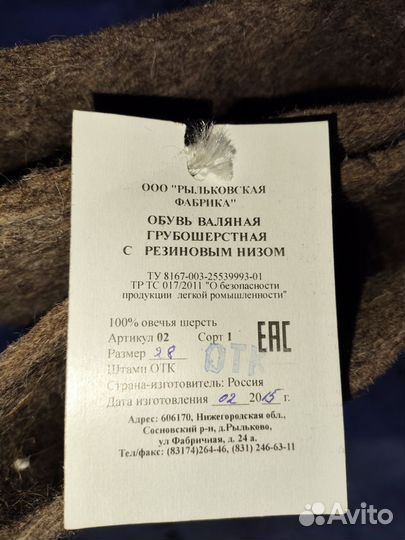 ООО "РЫЛЬКОВСКАЯ
ФАБРИКА"
ОБУВЬ ВАЛЯНАЯ
ГРУБОШЕРСТНАЯ
С РЕЗИНОВЫМ НИЗОМ
ТУ 8167-003-25539993-01
ТР ТС 017/2011 "О безопасности
продукции легкой ромышленности"
100% овечья шерсть
Артикул 02 Сорт 1
EAC
Размер 28
ОТК
Штамп ОТК
Страна-изготовитель: Россия
Дата изготовления 02 2015 г.
Адрес: 606170, Нижегородская обл.,
Сосновский р-н, д.Рыльково,
ул Фабричная, д. 24 а.
Тел/факс: (83174)264-46, (831) 246-63-11
Avito